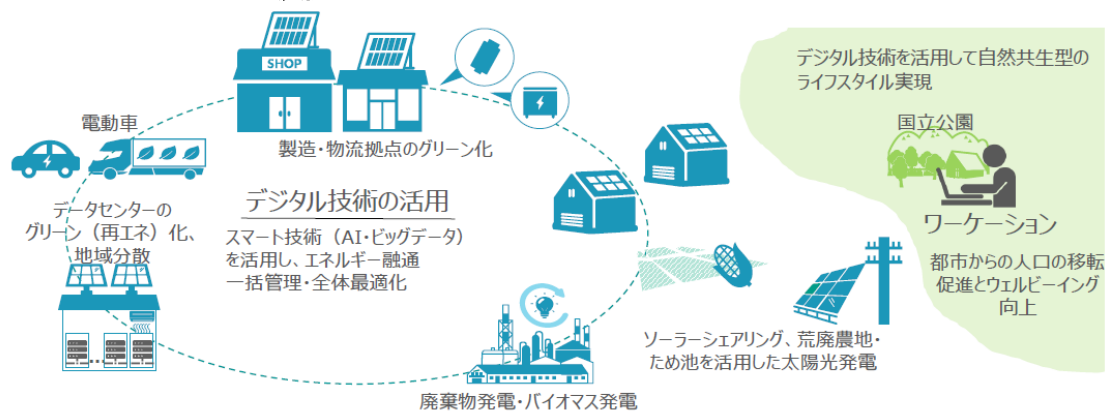 SHOP
製造・物流拠点のグリーン化
電動車
データセンターの
グリーン（再エネ）化、
地域分散
デジタル技術の活用
スマート技術（AI・ビッグデータ）
を活用し、エネルギー融通
一括管理・全体最適化
廃棄物発電・バイオマス発電
ソーラーシェアリング、荒廃農地・
ため池を活用した太陽光発電
デジタル技術を活用して自然共生型の
ライフスタイル実現
国立公園
ワーケーション
都市からの人口の移転
促進とウェルビーイング
向上